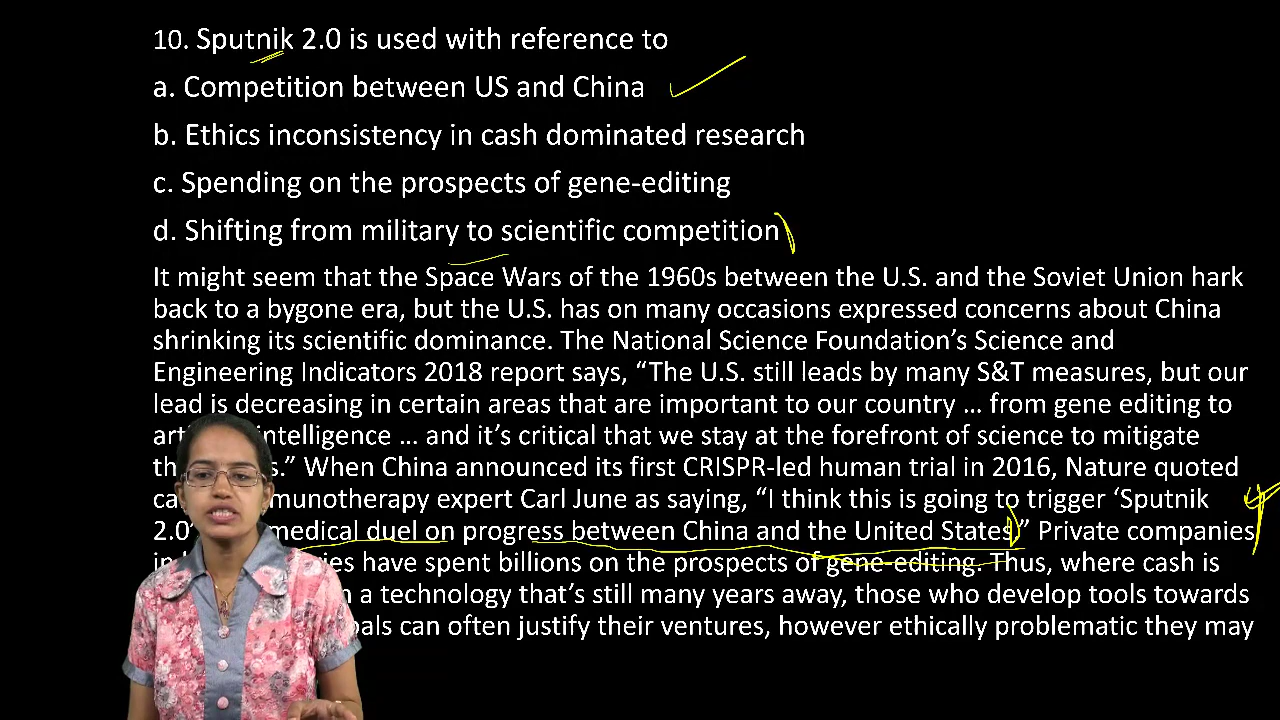 10. Sputnik 2.0 is used with reference to
a. Competition between US and China
b. Ethics inconsistency in cash dominated research
c. Spending on the prospects of gene-editing
d. Shifting from military to scientific competition
It might seem that the Space Wars of the 1960s between the U.S. and the Soviet Union hark
back to a bygone era, but the U.S. has on many occasions expressed concerns about China
shrinking its scientific dominance. The National Science Foundation’s Science and
Engineering Indicators 2018 report says, “The U.S. still leads by many S&T measures, but our
lead is decreasing in certain areas that are important to our country … from gene editing to
intelligence … and it’s critical that we stay at the forefront of science to mitigate
When China announced its first CRISPR-led human trial in 2016, Nature quoted
expert Carl June as saying, “I think this is going to trigger ‘Sputnik
2.0’ duel on progress between China and the United States.” Private companies
have spent billions on the prospects of gene-editing. Thus, where cash is
a technology that’s still many years away, those who develop tools towards
can often justify their ventures, however ethically problematic they may